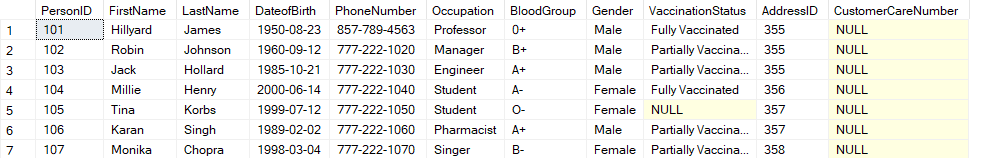 PersonID FirstName LastName DateofBirth PhoneNumber Occupation BloodGroup Gender VaccinationStatus AddressID CustomerCareNumber
1 101 Hillyard James 1950-08-23 857-789-4563 Professor 0+ Male Fully Vaccinated 355 NULL
2 102 Robin Johnson 1960-09-12 777-222-1020 Manager B+ Male Partially Vaccina... 355 NULL
3 103 Jack Hollard 1985-10-21 777-222-1030 Engineer A+ Male Partially Vaccina... 355 NULL
4 104 Millie Henry 2000-06-14 777-222-1040 Student A- Female Fully Vaccinated 356 NULL
5 105 Tina Korbs 1999-07-12 777-222-1050 Student O- Female NULL 357 NULL
6 106 Karan Singh 1989-02-02 777-222-1060 Pharmacist A+ Male Partially Vaccina... 357 NULL
7 107 Monika Chopra 1998-03-04 777-222-1070 Singer B- Female Partially Vaccina... 358 NULL